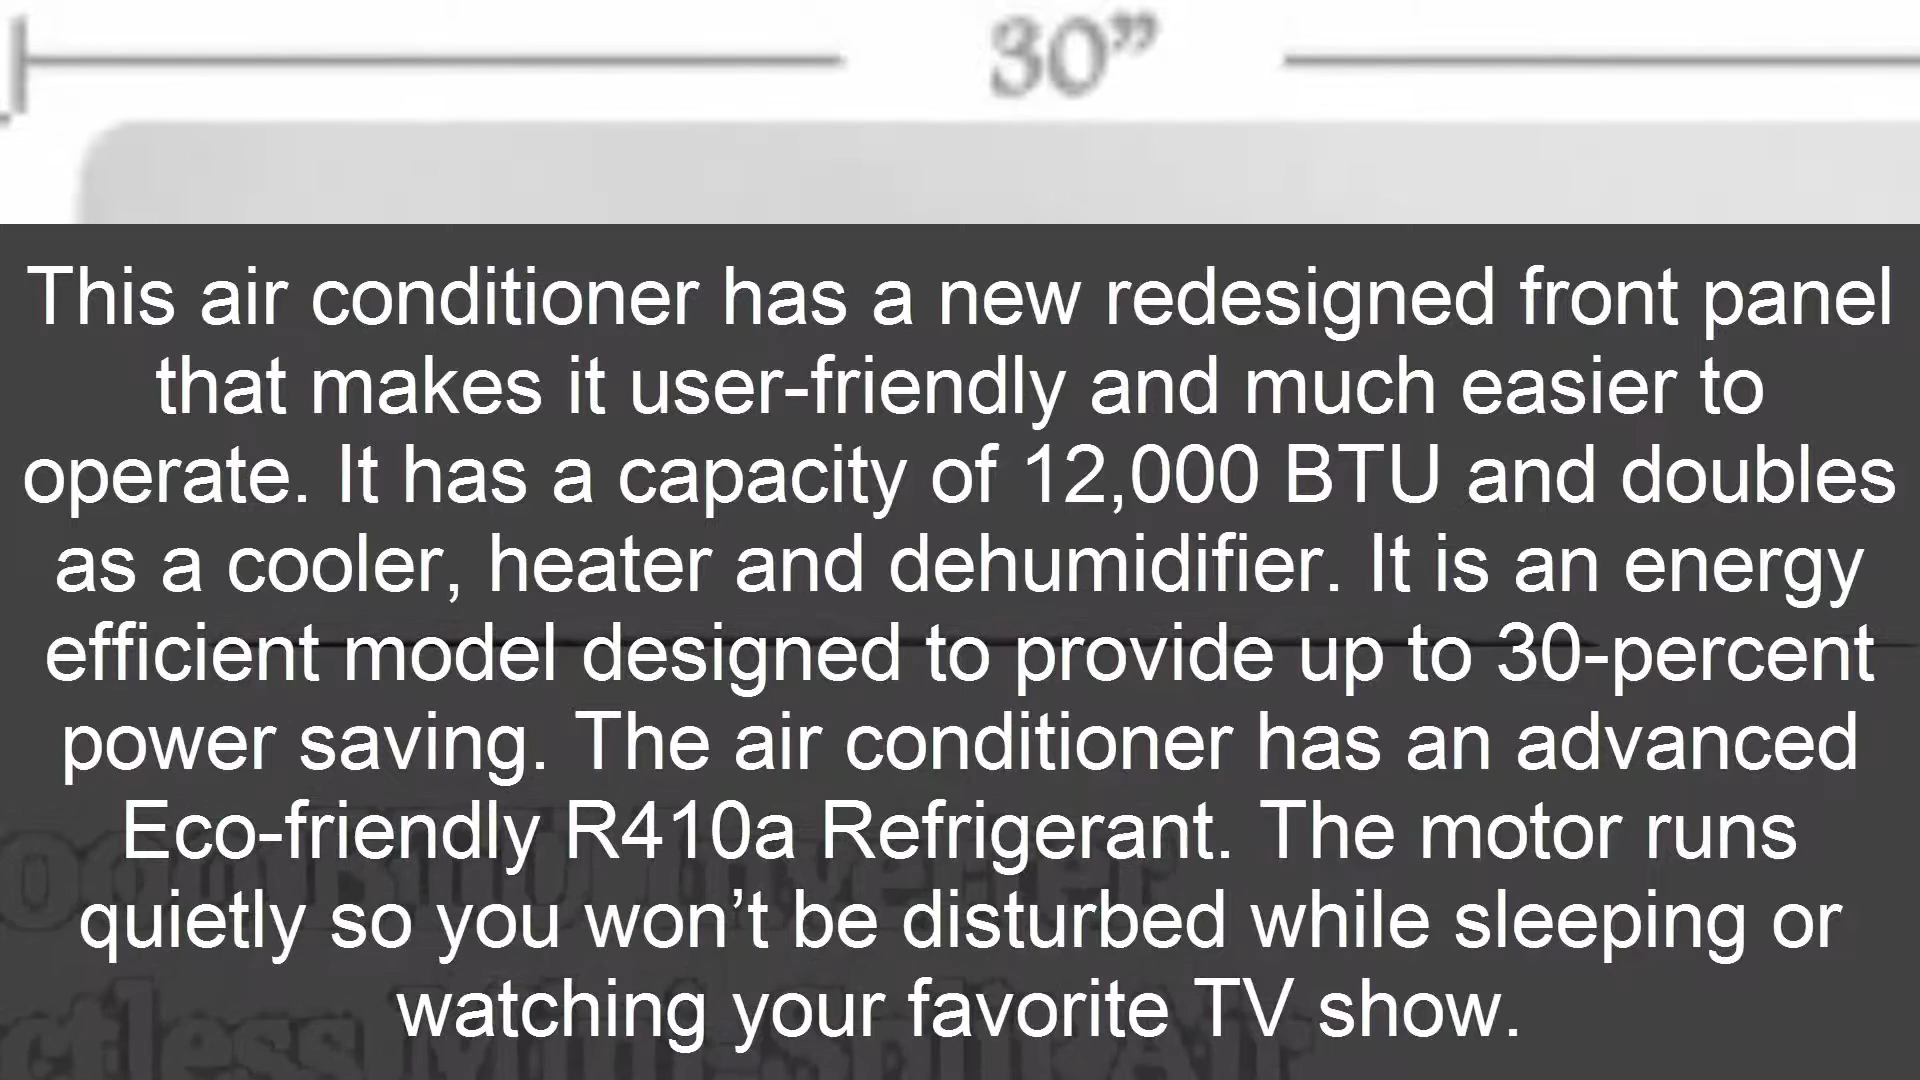 30”
This air conditioner has a new redesigned front panel
that makes it user-friendly and much easier to
operate. It has a capacity of 12,000 BTU and doubles
as a cooler, heater and dehumidifier. It is an energy
efficient model designed to provide up to 30-percent
power saving. The air conditioner has an advanced
Eco-friendly R410a Refrigerant. The motor runs
quietly so you won’t be disturbed while sleeping or
watching your favorite TV show.